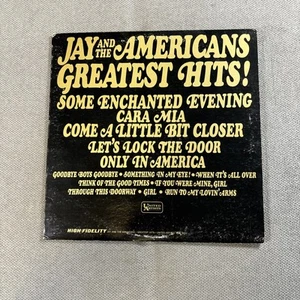 JAY AND THE AMERICANS
GREATEST HITS!
SOME ENCHANTED EVENING
CARA MIA
COME A LITTLE BIT CLOSER
LET'S LOCK THE DOOR
ONLY IN AMERICA
GOODBYE BOYS GOODBYE • SOMETHING IN MY EYE! • WHEN IT'S ALL OVER
THINK OF THE GOOD TIMES • IF YOU WERE MINE, GIRL
THROUGH THIS DOORWAY • GIRL • RUN TO MY LOVIN' ARMS
HIGH FIDELITY
UNITED ARTISTS